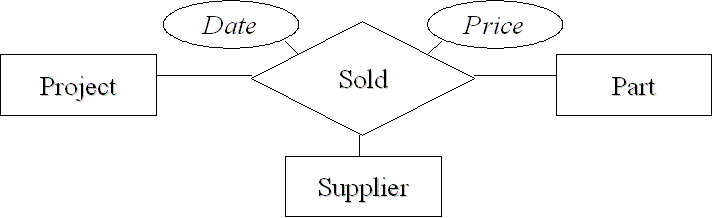 Date
Price
Project
Sold
Part
Supplier